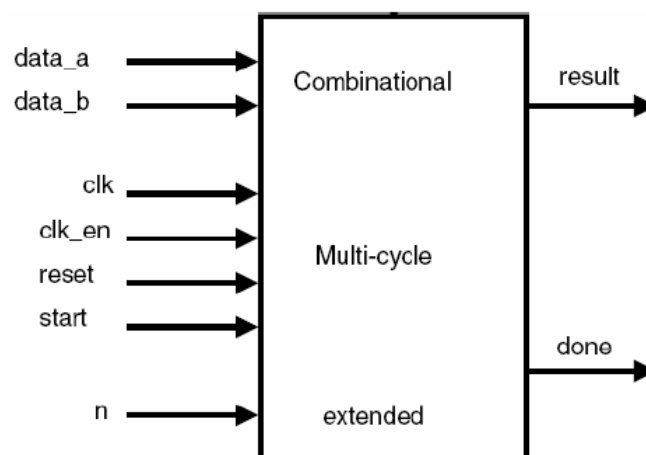 data_a
data_b
clk
clk_en
reset
start
n
Combinational
Multi-cycle
extended
result
done